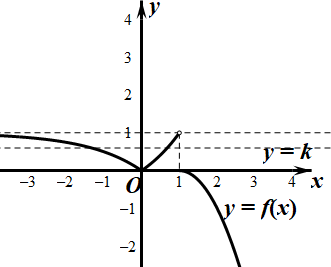 y
4
3
2
1
y = k
−3 −2 −1 O 1 2 3 4 x
−1
y = f(x)
−2